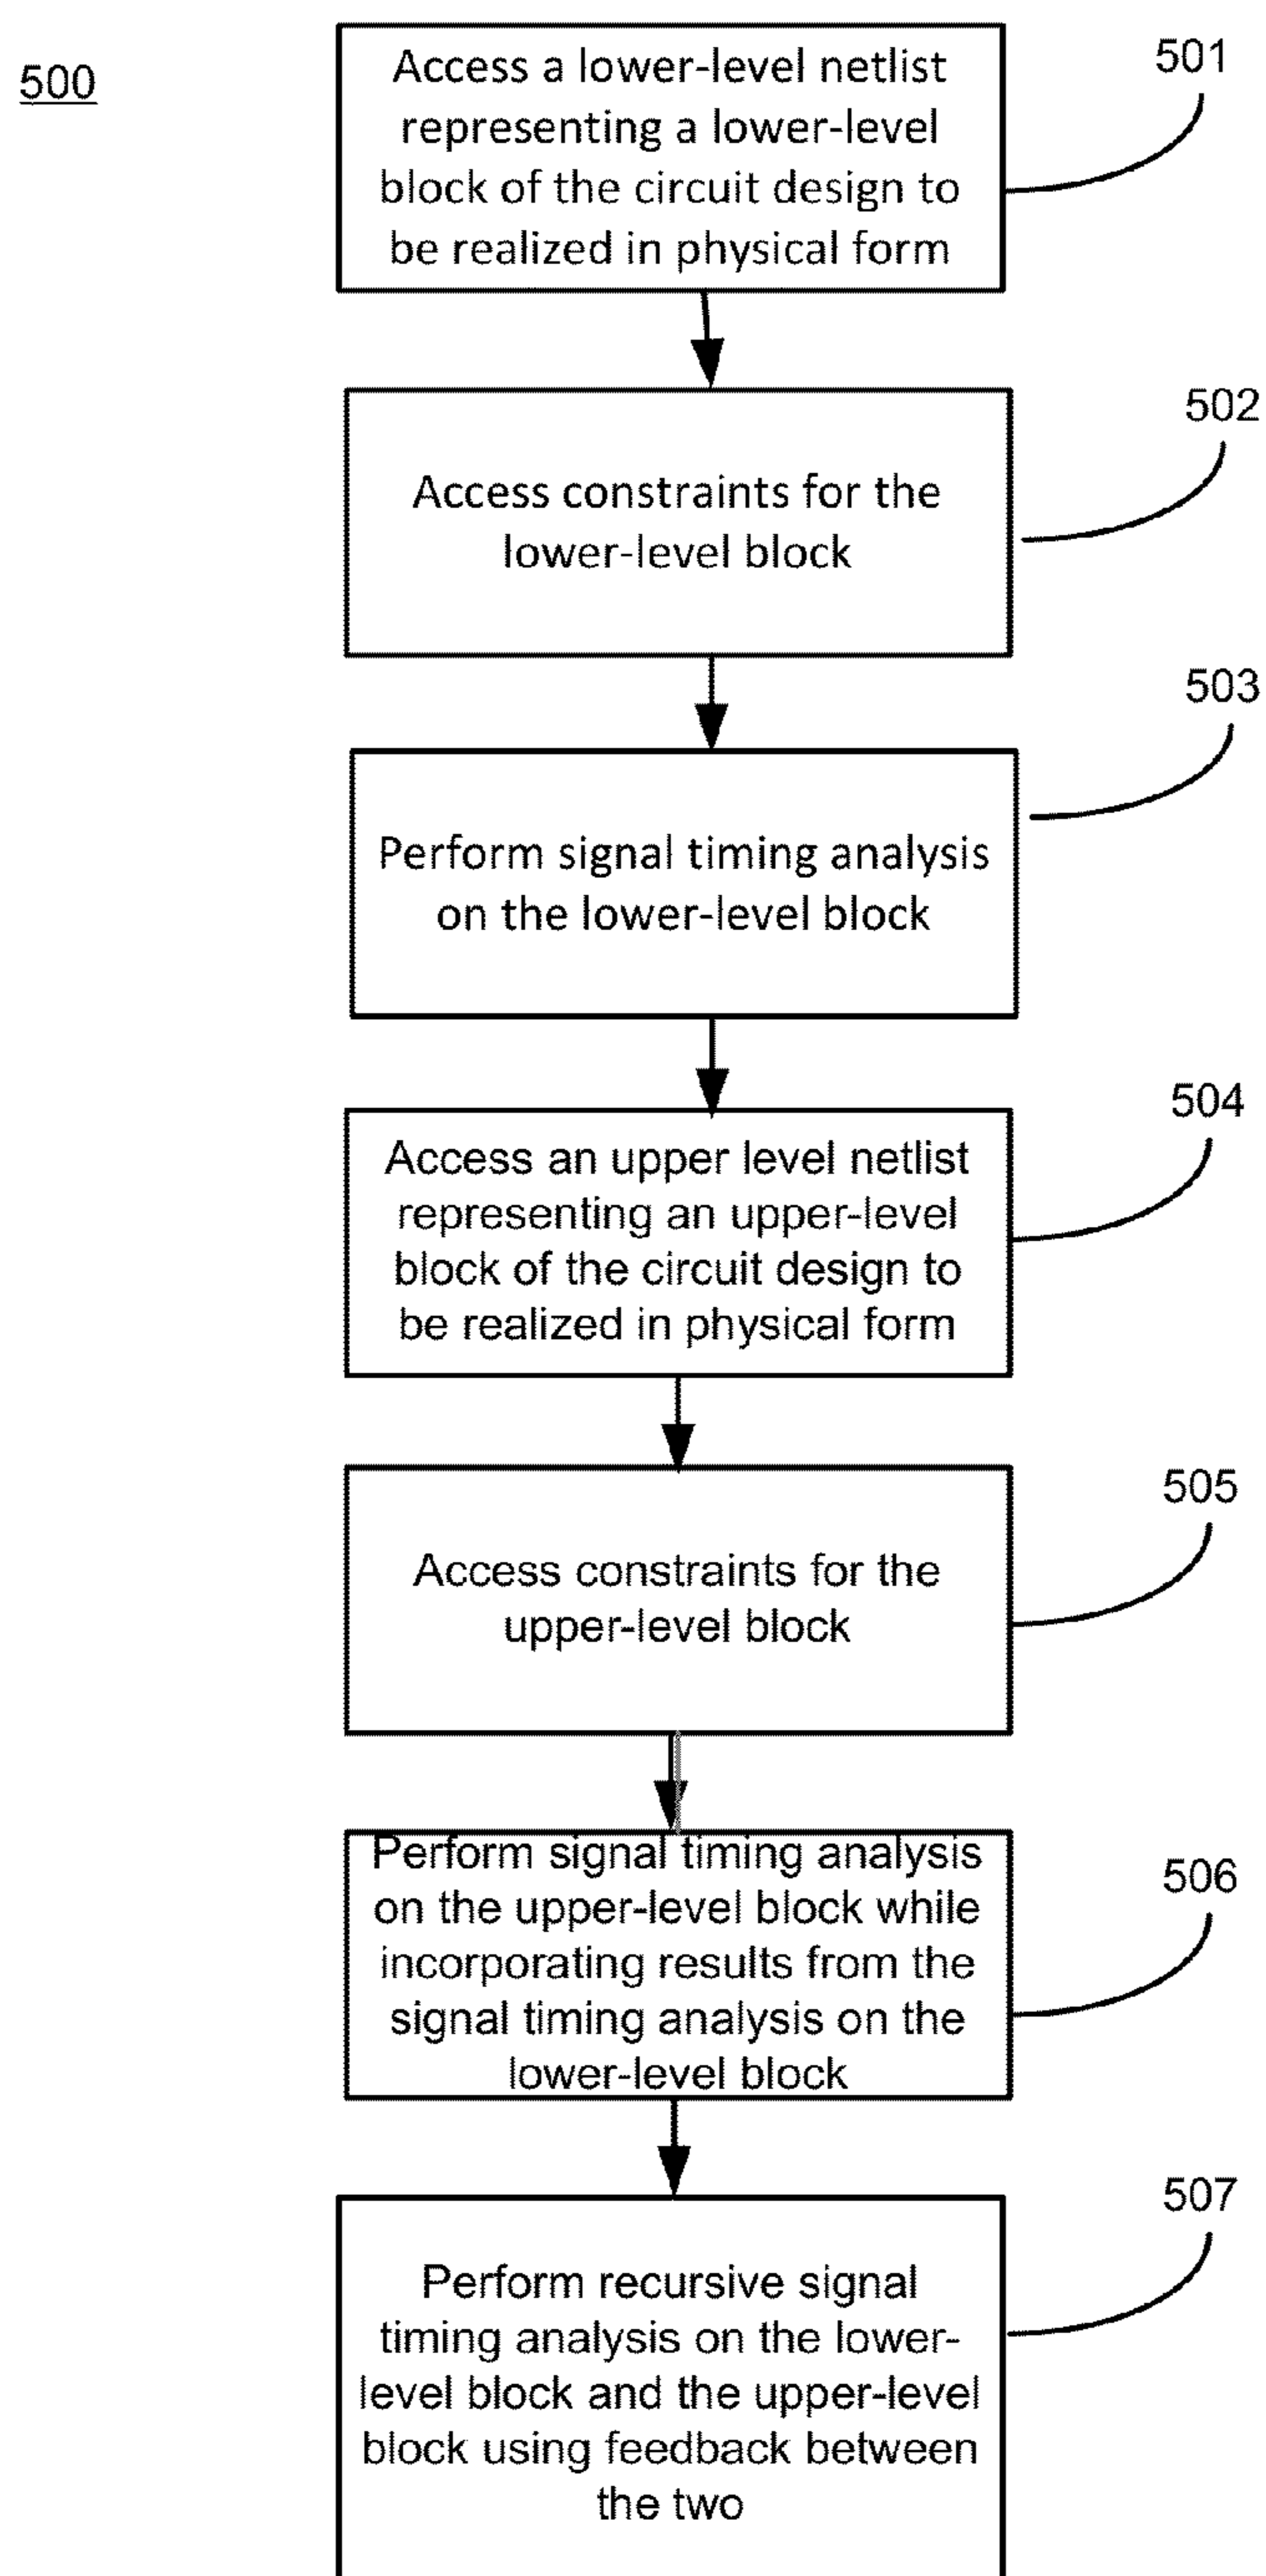 500
501
Access a lower-level netlist
representing a lower-level
block of the circuit design to
be realized in physical form
502
Access constraints for the
lower-level block
503
Perform signal timing analysis
on the lower-level block
504
Access an upper level netlist
representing an upper-level
block of the circuit design to
be realized in physical form
505
Access constraints for the
upper-level block
506
Perform signal timing analysis
on the upper-level block while
incorporating results from the
signal timing analysis on the
lower-level block
507
Perform recursive signal
timing analysis on the lower-
level block and the upper-level
block using feedback between
the two